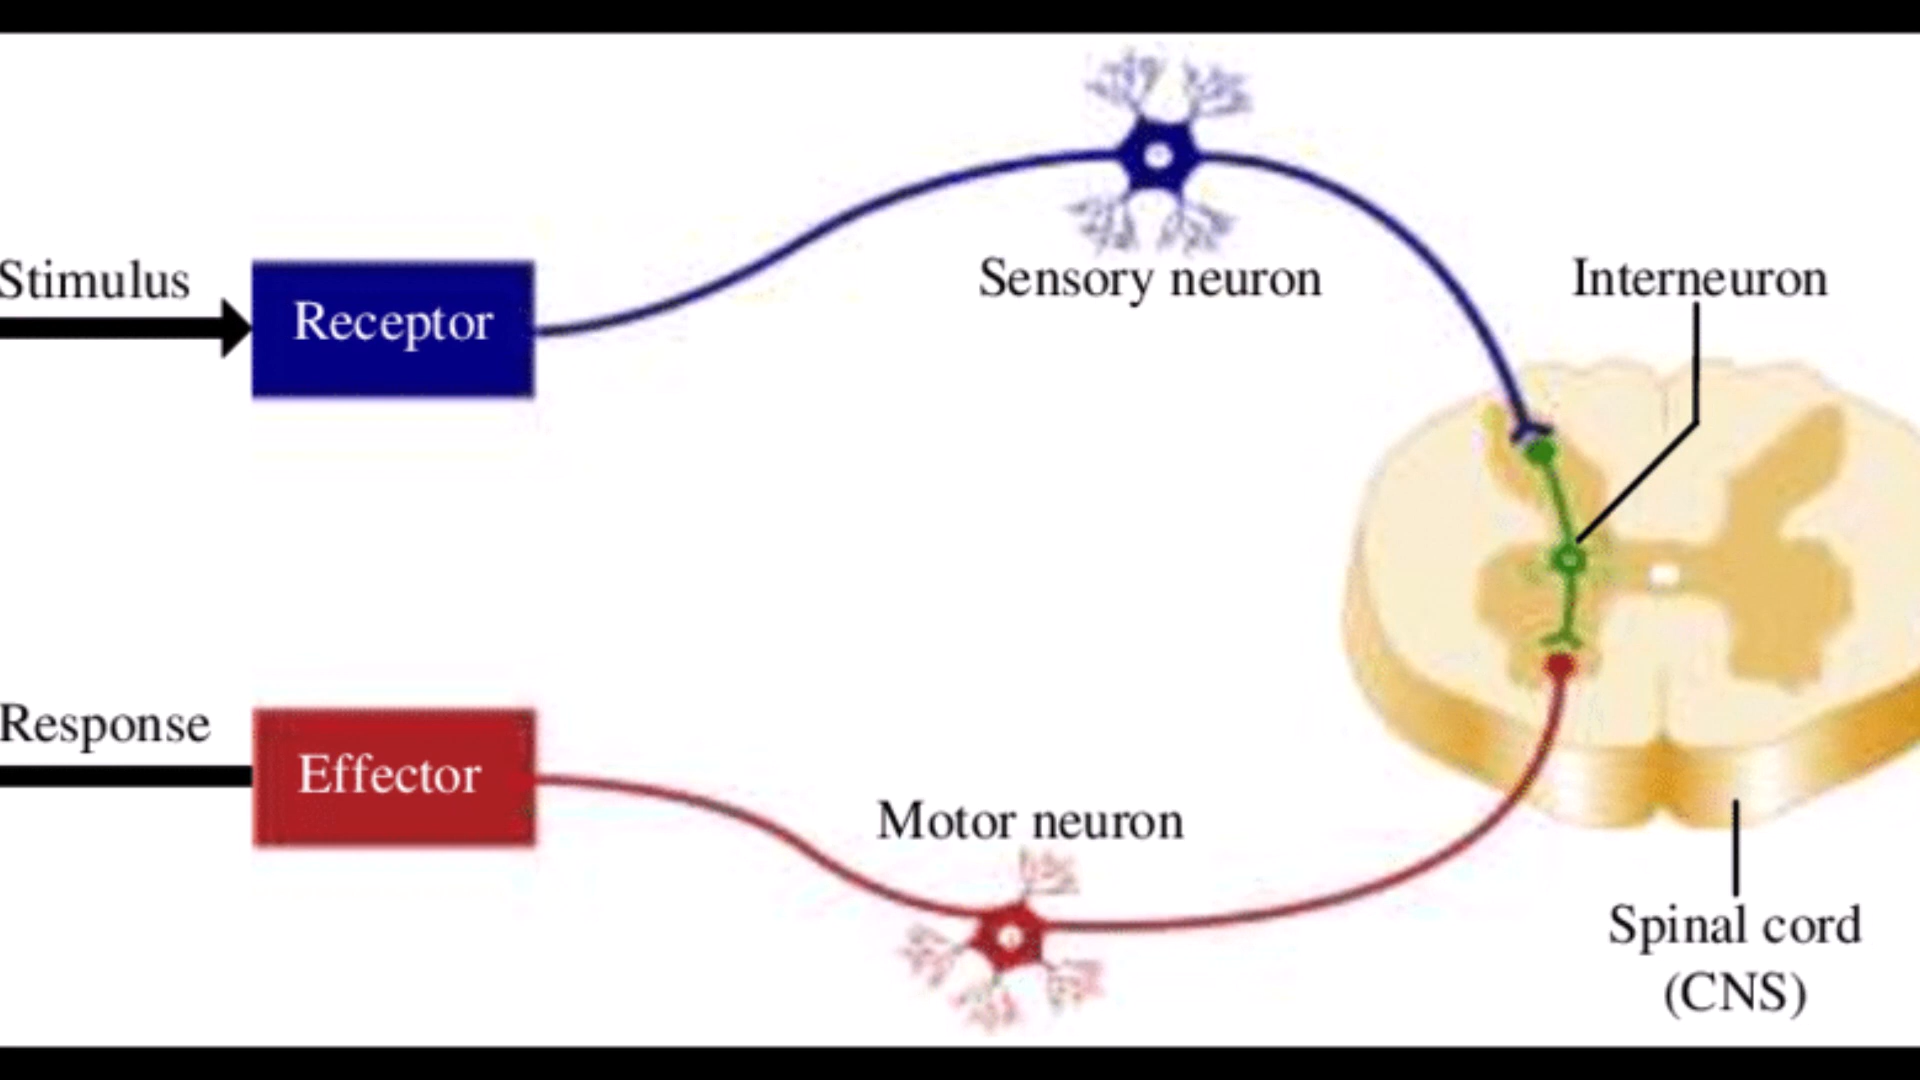 Stimulus
Receptor
Sensory neuron
Interneuron
Response
Effector
Motor neuron
Spinal cord
(CNS)